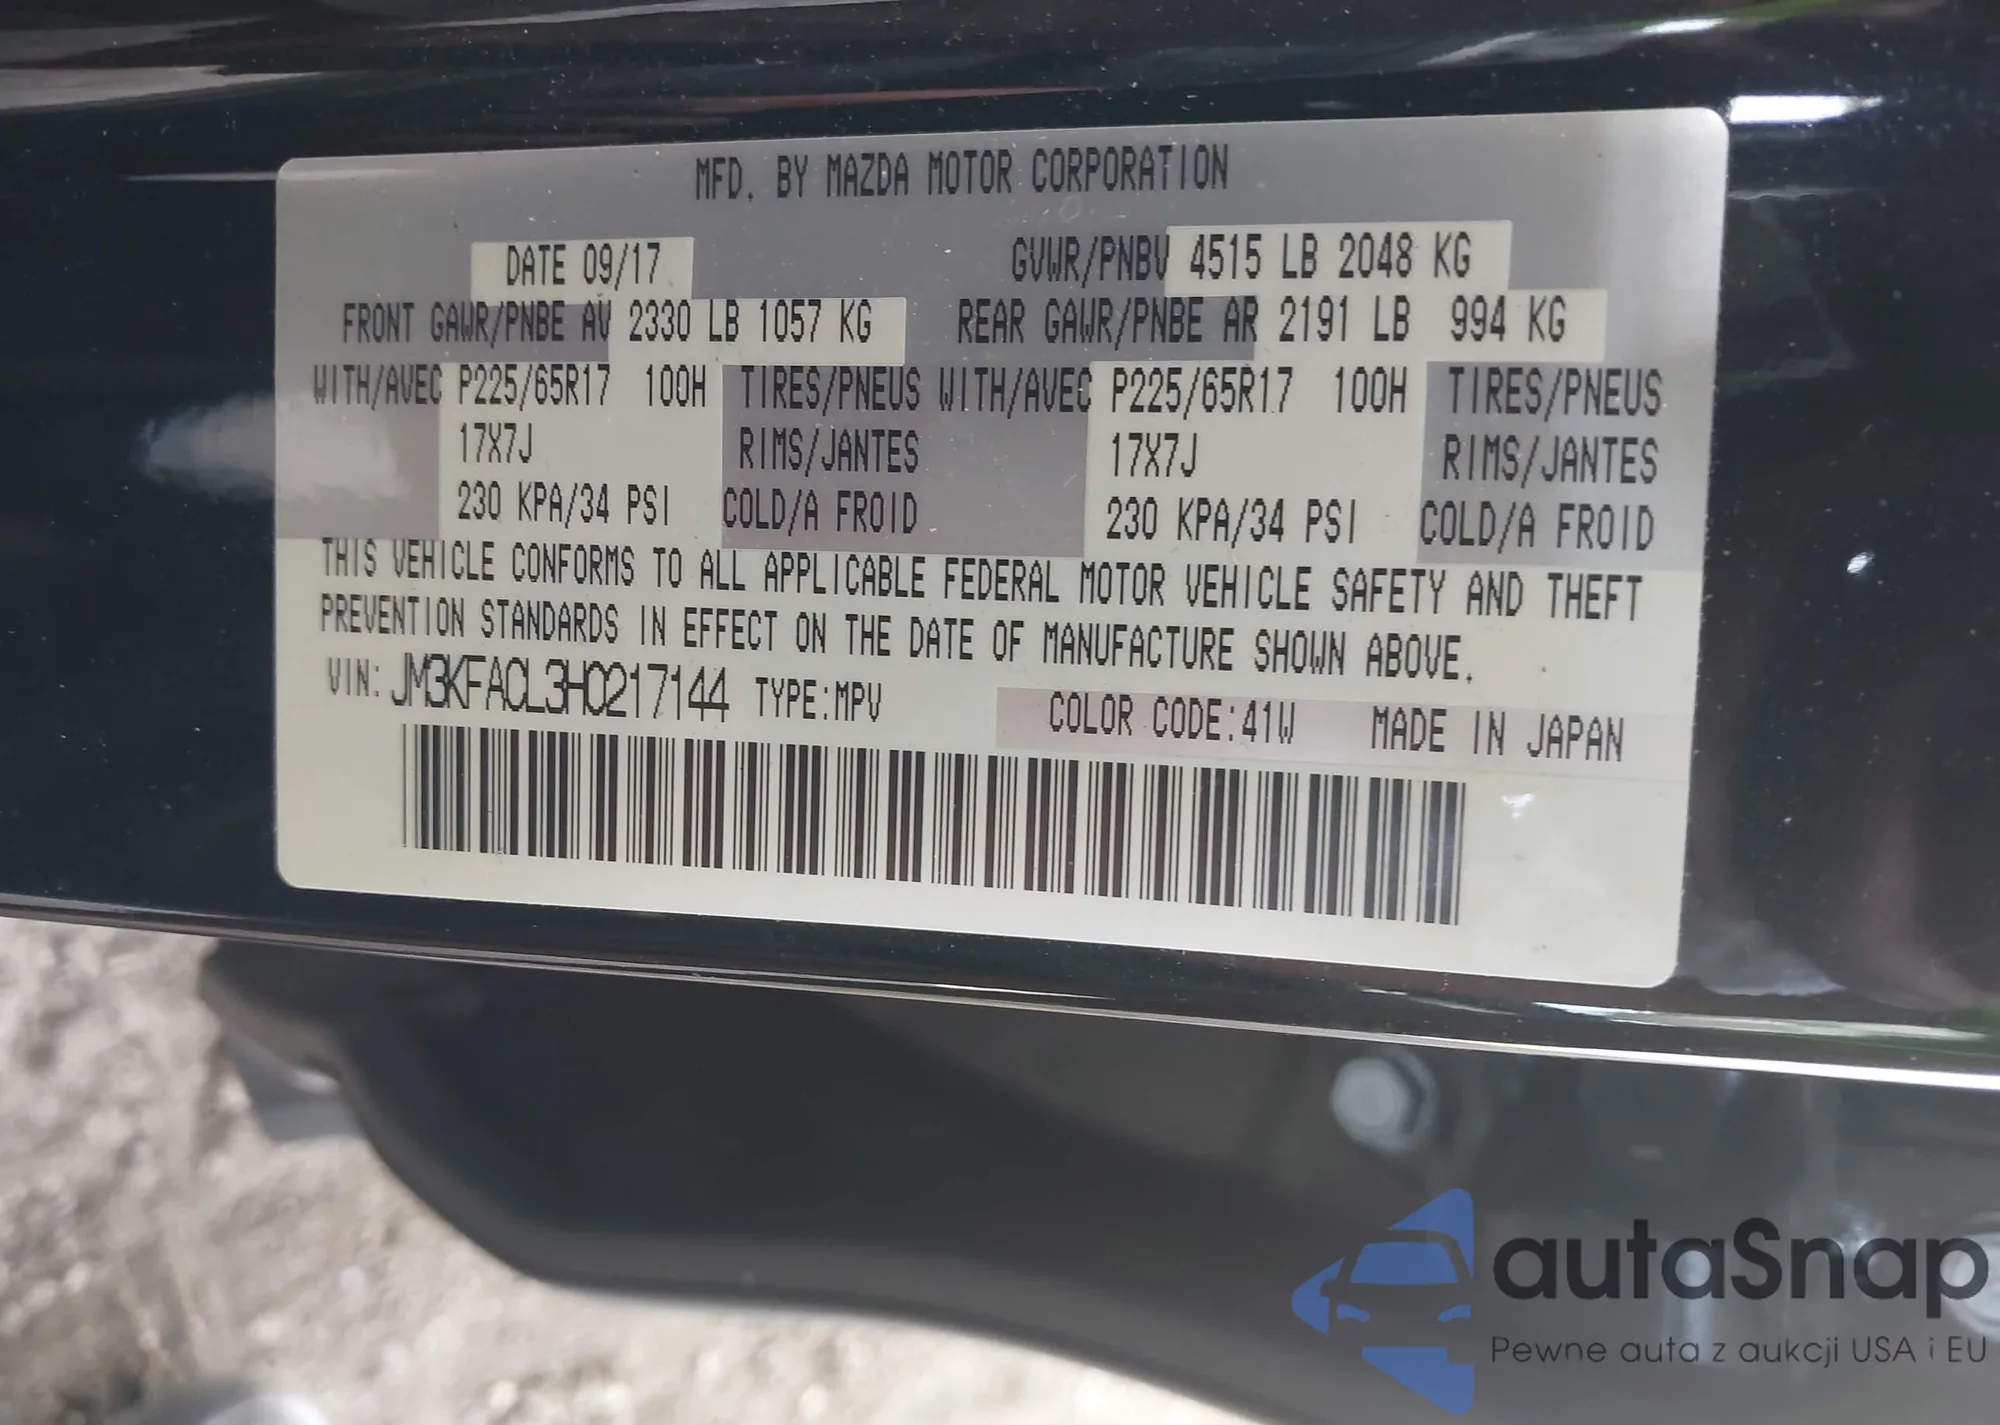 MFD. BY MAZDA MOTOR CORPORATION
DATE 09/17 GVWR/PNBV 4515 LB 2048 KG
FRONT GAWR/PNBE AV 2330 LB 1057 KG REAR GAWR/PNBE AR 2191 LB 994 KG
WITH/AVEC P225/65R17 100H TIRES/PNEUS WITH/AVEC P225/65R17 100H TIRES/PNEUS
17X7J RIMS/JANTES 17X7J RIMS/JANTES
230 KPA/34 PSI COLD/A FROID 230 KPA/34 PSI COLD/A FROID
THIS VEHICLE CONFORMS TO ALL APPLICABLE FEDERAL MOTOR VEHICLE SAFETY AND THEFT
PREVENTION STANDARDS IN EFFECT ON THE DATE OF MANUFACTURE SHOWN ABOVE.
VIN: JM3KFACL3H0217144 TYPE:MPV COLOR CODE:41W MADE IN JAPAN
autaSnap
Pewne auta z aukcji USA i EU